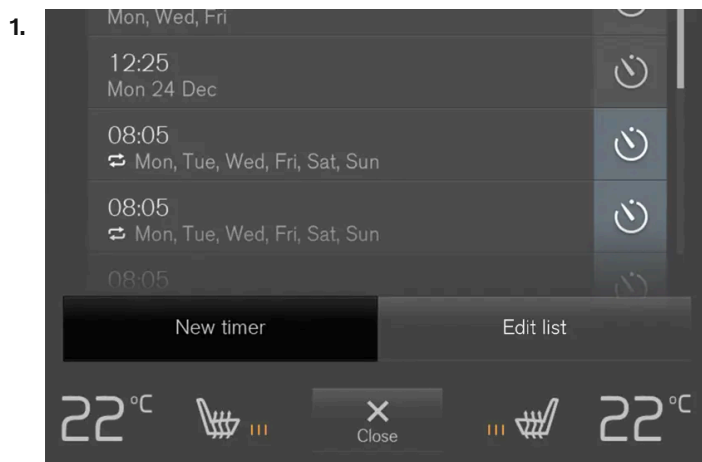 1.
Mon, Wed, Fri
12:25
Mon 24 Dec
08:05
Mon, Tue, Wed, Fri, Sat, Sun
08:05
Mon, Tue, Wed, Fri, Sat, Sun
08:05
New timer Edit list
22°C 22°C
Close